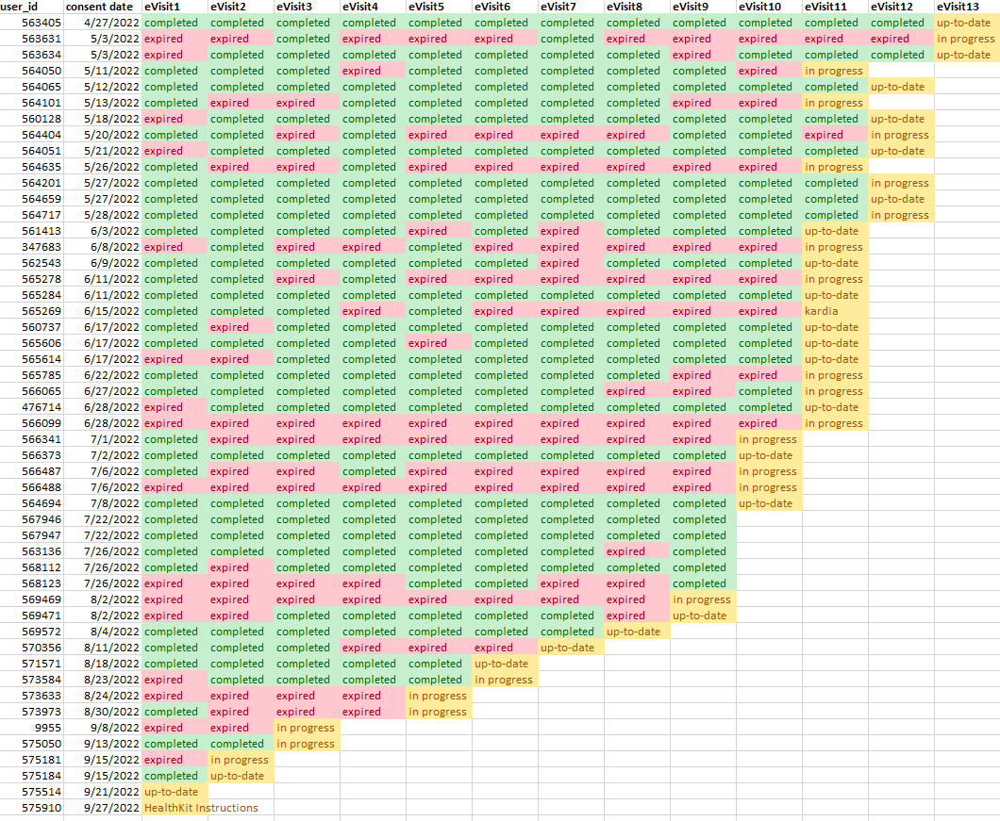 user_id consent date eVisit1 eVisit2 eVisit3 eVisit4 eVisit5 eVisit6 eVisit7 eVisit8 eVisit9 eVisit10 eVisit11 eVisit12 eVisit13
563405 4/27/2022 completed completed completed completed completed completed completed completed completed completed completed completed up-to-date
563631 5/3/2022 expired expired completed expired expired expired completed expired expired expired expired expired in progress
563634 5/3/2022 expired completed completed completed completed completed completed completed expired completed completed completed up-to-date
564050 5/11/2022 completed completed completed expired completed completed completed completed completed expired in progress
564065 5/12/2022 completed completed completed completed completed completed completed completed completed completed completed up-to-date
564101 5/13/2022 completed expired expired completed completed completed completed completed expired expired in progress
560128 5/18/2022 expired completed completed completed completed completed completed completed completed completed completed up-to-date
564404 5/20/2022 completed completed expired completed expired expired expired expired completed completed expired in progress
564051 5/21/2022 expired completed completed completed completed completed completed completed completed completed completed up-to-date
564635 5/26/2022 completed expired expired completed expired expired expired expired expired expired in progress
564201 5/27/2022 completed completed completed completed completed completed completed completed completed completed completed in progress
564659 5/27/2022 completed completed completed completed completed completed completed completed completed completed completed up-to-date
564717 5/28/2022 completed completed completed completed completed completed completed completed completed completed completed in progress
561413 6/3/2022 completed completed completed completed expired completed expired completed completed completed up-to-date
347683 6/8/2022 expired completed expired expired completed expired expired expired expired expired in progress
562543 6/9/2022 completed completed completed completed completed completed expired completed completed completed up-to-date
565278 6/11/2022 completed completed expired completed expired expired expired expired expired expired in progress
565284 6/11/2022 completed completed completed completed completed completed completed completed completed completed up-to-date
565269 6/15/2022 completed completed completed expired completed expired expired expired expired expired kardia
560737 6/17/2022 completed expired completed completed completed completed completed completed completed completed up-to-date
565606 6/17/2022 completed completed completed completed expired completed completed completed completed completed up-to-date
565614 6/17/2022 expired expired completed completed completed completed completed completed completed completed up-to-date
565785 6/22/2022 completed completed completed completed completed completed completed completed expired expired in progress
566065 6/27/2022 completed completed completed completed completed completed completed expired expired completed in progress
476714 6/28/2022 expired completed completed completed completed completed completed completed completed completed up-to-date
566099 6/28/2022 expired expired expired expired expired expired expired expired expired expired in progress
566341 7/1/2022 completed expired expired expired expired expired expired expired expired in progress
566373 7/2/2022 completed completed completed completed completed completed completed completed completed up-to-date
566487 7/6/2022 completed expired expired completed expired expired expired expired expired in progress
566488 7/6/2022 expired expired expired expired expired expired expired expired expired in progress
564694 7/8/2022 completed completed completed completed completed completed completed completed completed up-to-date
567946 7/22/2022 completed completed completed completed completed completed completed completed completed
567947 7/22/2022 completed completed completed completed completed completed completed completed completed
563136 7/26/2022 completed completed completed completed completed completed completed expired completed
568112 7/26/2022 completed expired completed completed completed completed completed completed completed
568123 7/26/2022 expired expired expired expired completed completed expired expired completed
569469 8/2/2022 expired expired expired expired expired expired expired expired in progress
569471 8/2/2022 expired expired completed completed completed completed completed expired up-to-date
569572 8/4/2022 completed completed completed completed completed completed completed up-to-date
570356 8/11/2022 completed completed completed expired expired expired up-to-date
571571 8/18/2022 completed completed completed completed completed up-to-date
573584 8/23/2022 expired completed completed completed completed in progress
573633 8/24/2022 expired expired expired expired in progress
573973 8/30/2022 completed expired expired expired in progress
9955 9/8/2022 expired expired in progress
575050 9/13/2022 completed completed in progress
575181 9/15/2022 expired in progress
575184 9/15/2022 completed up-to-date
575514 9/21/2022 up-to-date
575910 9/27/2022 HealthKit Instructions